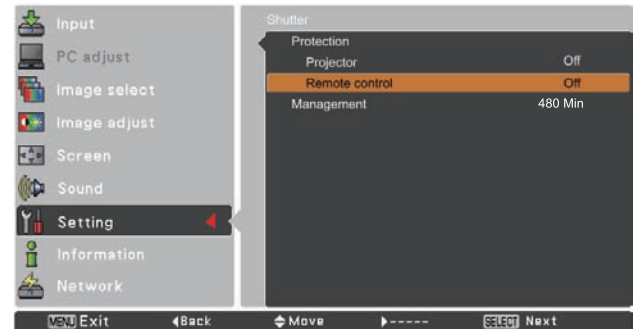 Input
PC adjust
Image select
Image adjust
Screen
Sound
Setting
Information
Network
Shutter
Protection
Projector Off
Remote control Off
Management 480 Min
MENU Exit ◀Back Move ▶----- SELECT Next